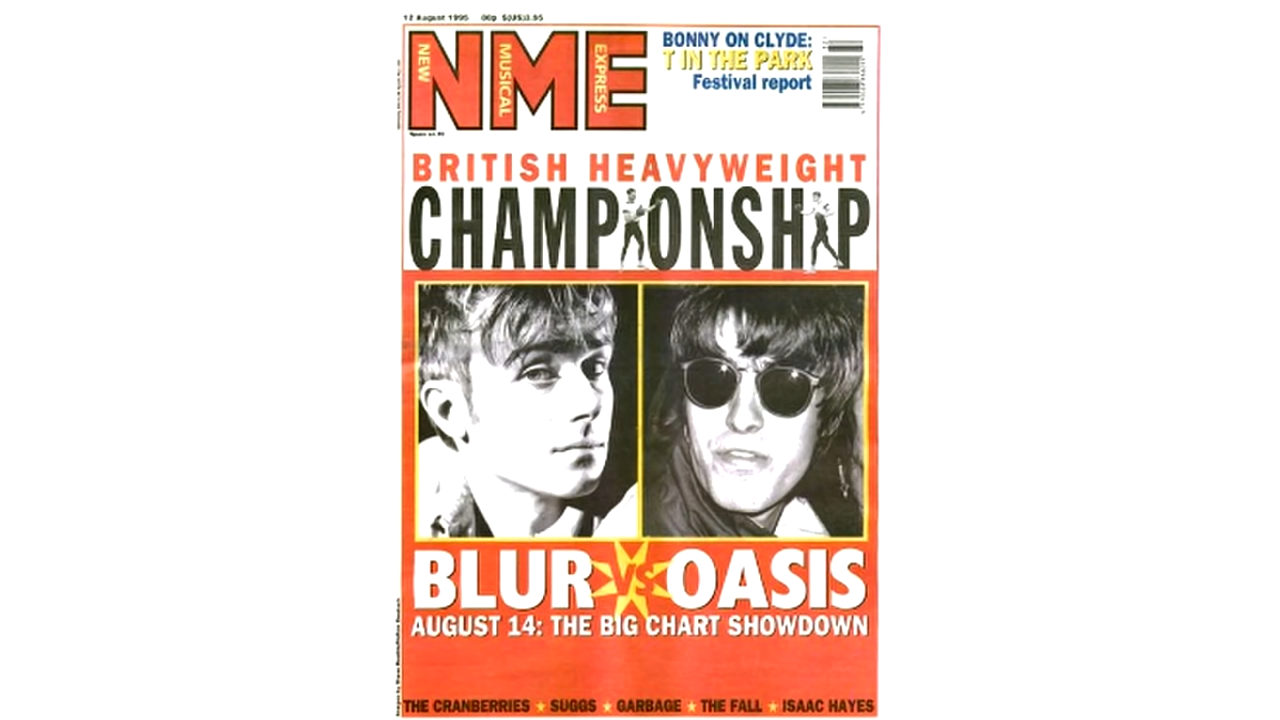 12 August 1995
NME
NEW MUSICAL EXPRESS
BONNY ON CLYDE:
T IN THE PARK
Festival report
BRITISH HEAVYWEIGHT
CHAMPIONSHIP
BLUR VS OASIS
AUGUST 14: THE BIG CHART SHOWDOWN
THE CRANBERRIES ★ SUGGS ★ GARBAGE ★ THE FALL ★ ISAAC HAYES